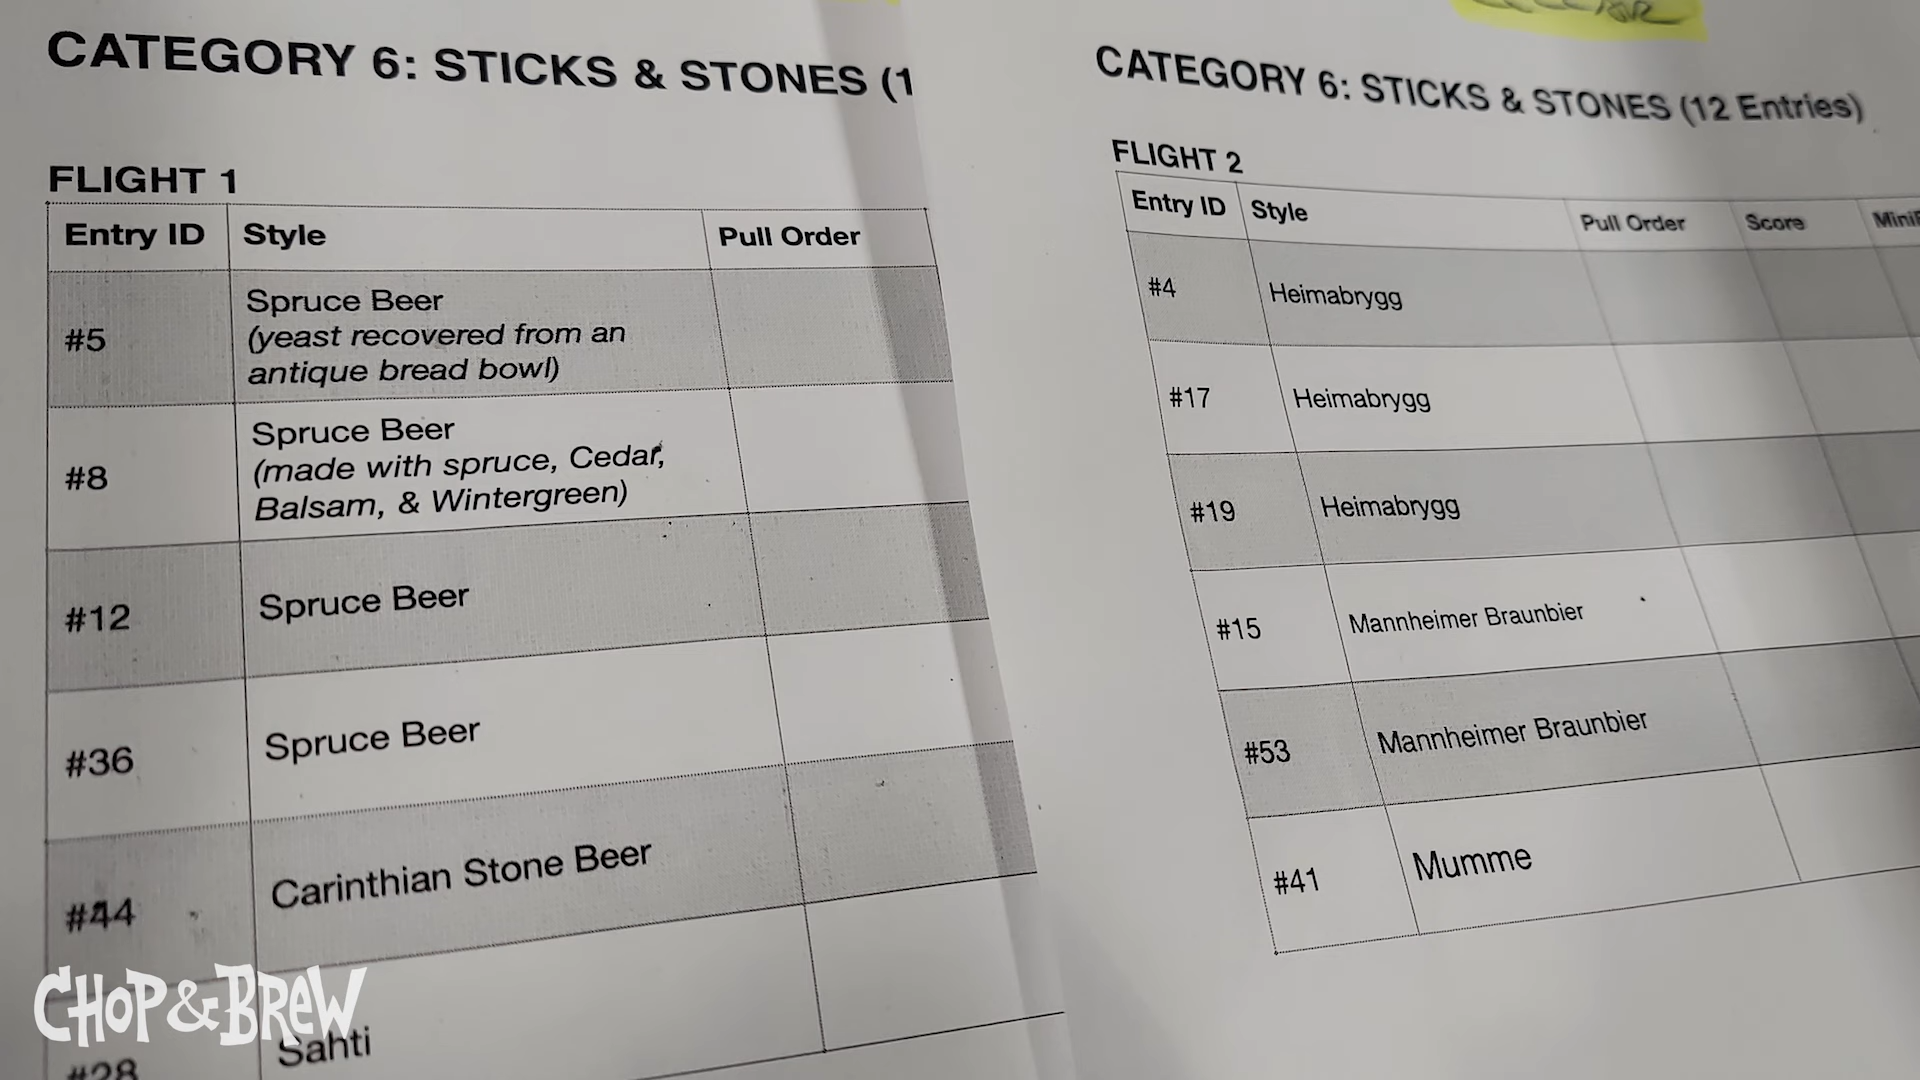 CATEGORY 6: STICKS & STONES (1
FLIGHT 1
Entry ID Style Pull Order
#5 Spruce Beer
(yeast recovered from an
antique bread bowl)
#8 Spruce Beer
(made with spruce, Cedar,
Balsam, & Wintergreen)
#12 Spruce Beer
#36 Spruce Beer
#44 Carinthian Stone Beer
#28 Sahti
CATEGORY 6: STICKS & STONES (12 Entries)
FLIGHT 2
Entry ID Style Pull Order Score
#4 Heimabrygg
#17 Heimabrygg
#19 Heimabrygg
#15 Mannheimer Braunbier
#53 Mannheimer Braunbier
#41 Mumme
CHOP & BREW